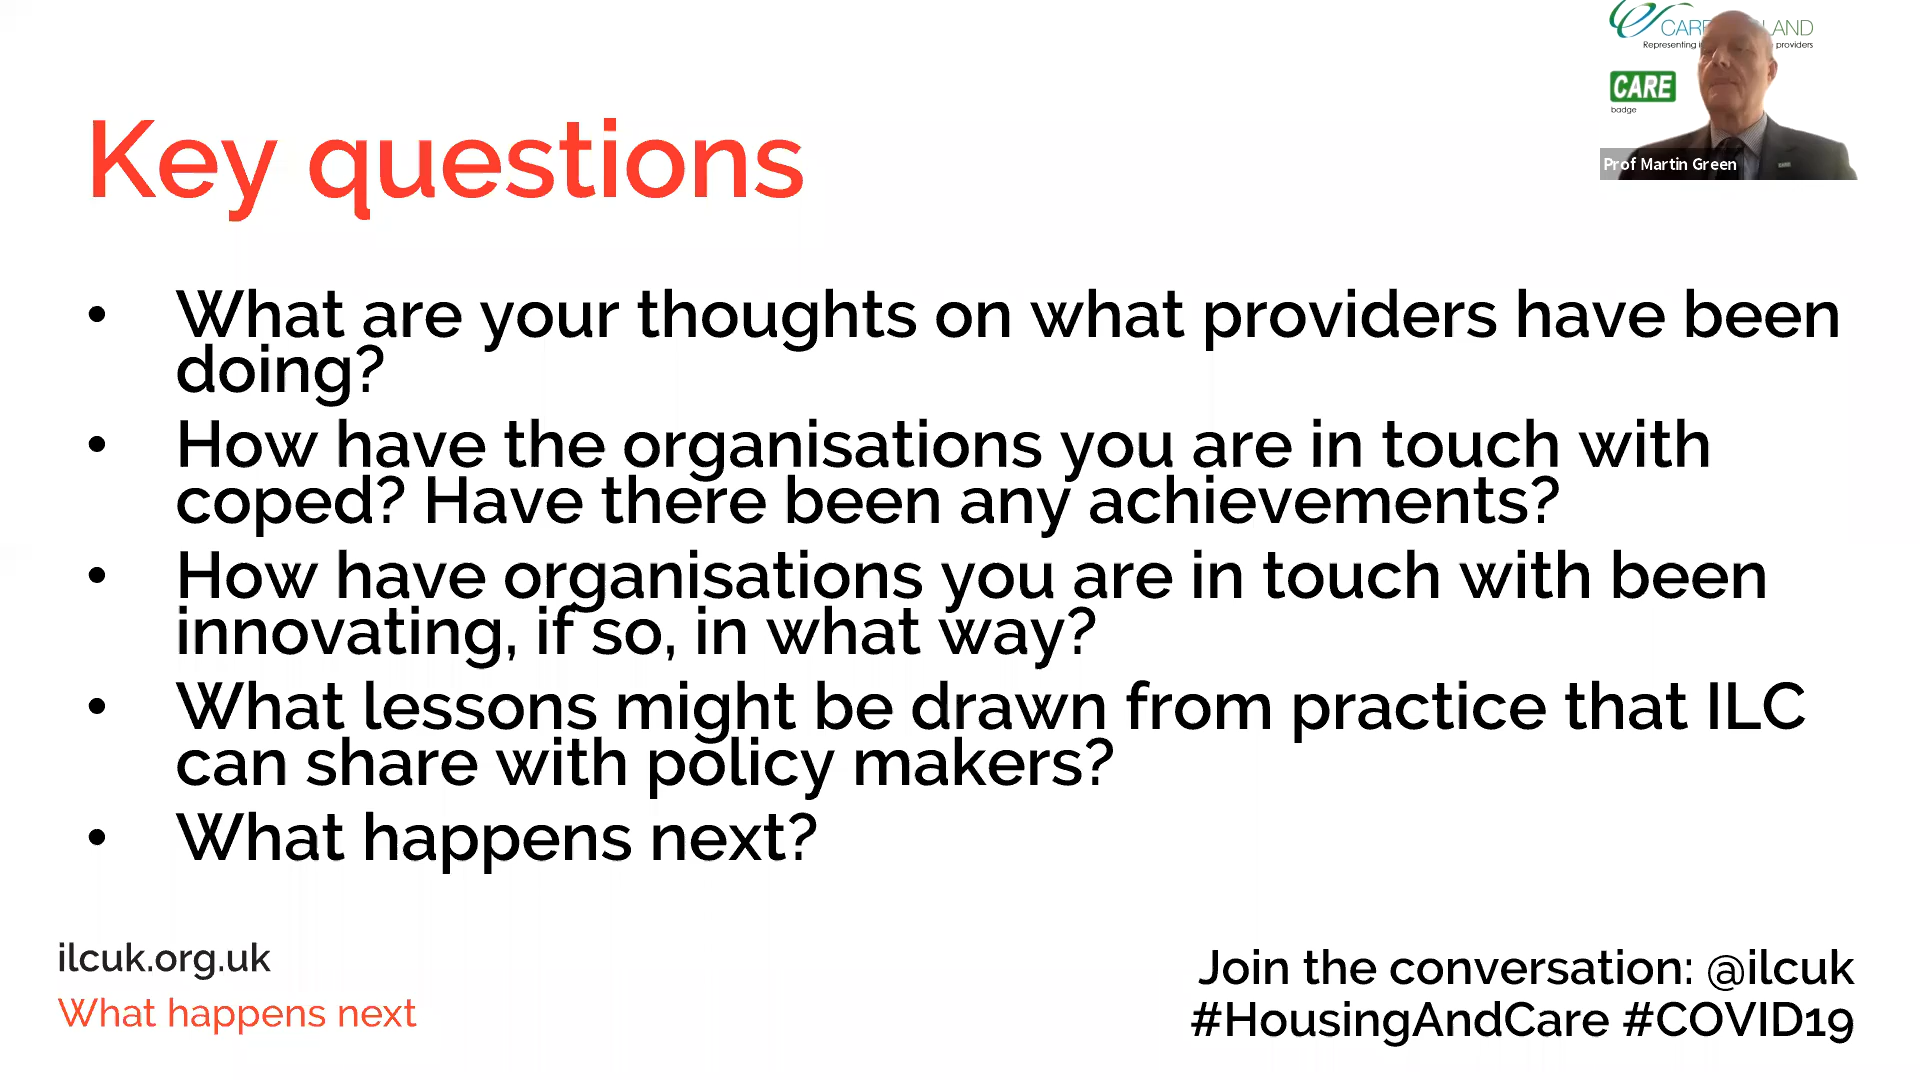 CARE LAND
Representing providers
CARE
badge
Prof Martin Green
Key questions
• What are your thoughts on what providers have been
doing?
• How have the organisations you are in touch with
coped? Have there been any achievements?
• How have organisations you are in touch with been
innovating, if so, in what way?
• What lessons might be drawn from practice that ILC
can share with policy makers?
• What happens next?
ilcuk.org.uk
What happens next
Join the conversation: @ilcuk
#HousingAndCare #COVID19